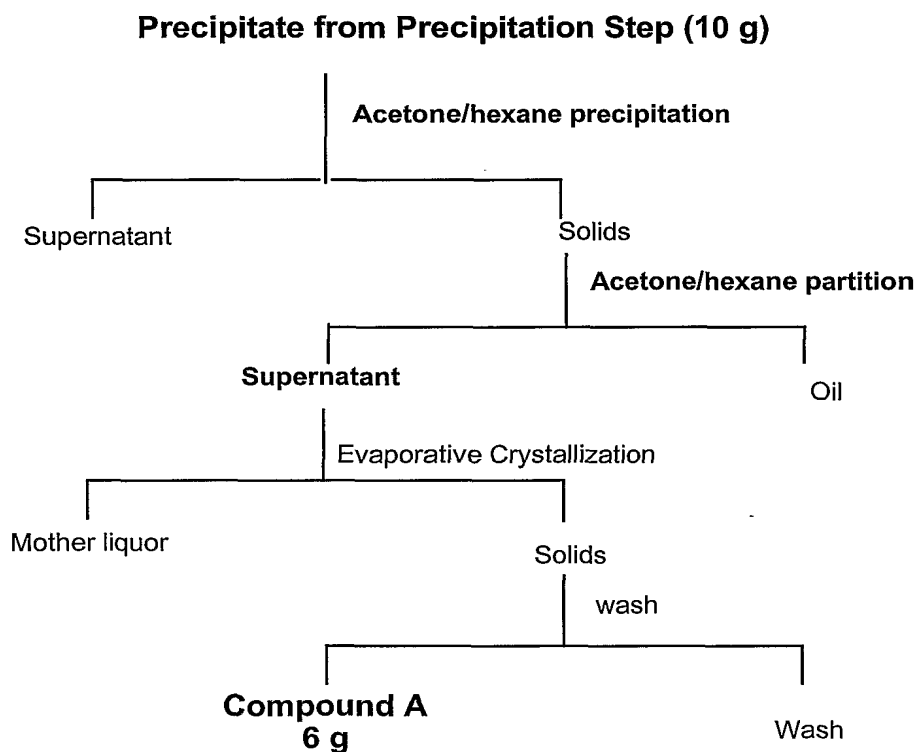 Precipitate from Precipitation Step (10 g)
Acetone/hexane precipitation
Supernatant
Solids
Acetone/hexane partition
Supernatant
Oil
Evaporative Crystallization
Mother liquor
Solids
wash
Compound A
6 g
Wash